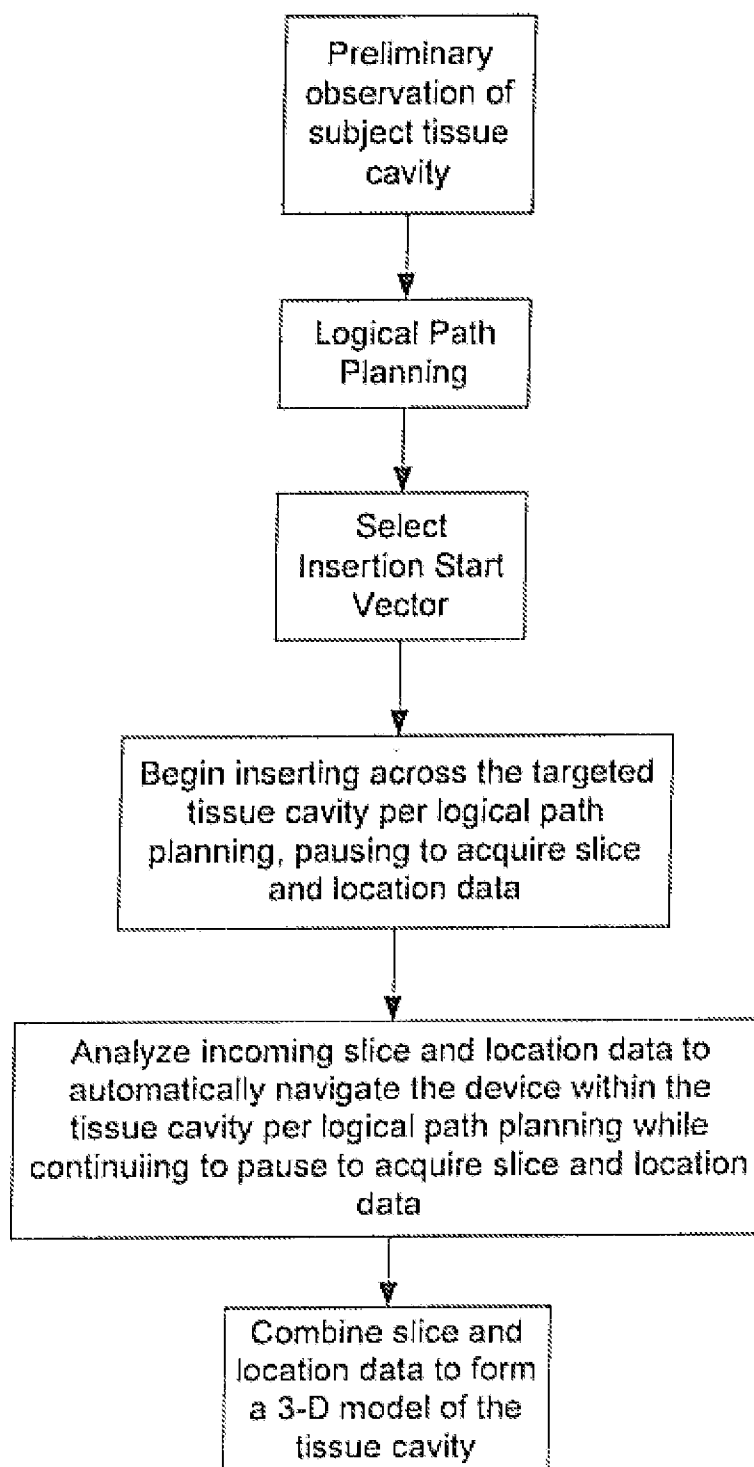 Preliminary
observation of
subject tissue
cavity
Logical Path
Planning
Select
Insertion Start
Vector
Begin inserting across the targeted
tissue cavity per logical path
planning, pausing to acquire slice
and location data
Analyze incoming slice and location data to
automatically navigate the device within the
tissue cavity per logical path planning while
continuiing to pause to acquire slice and location
data
Combine slice and
location data to form
a 3-D model of the
tissue cavity